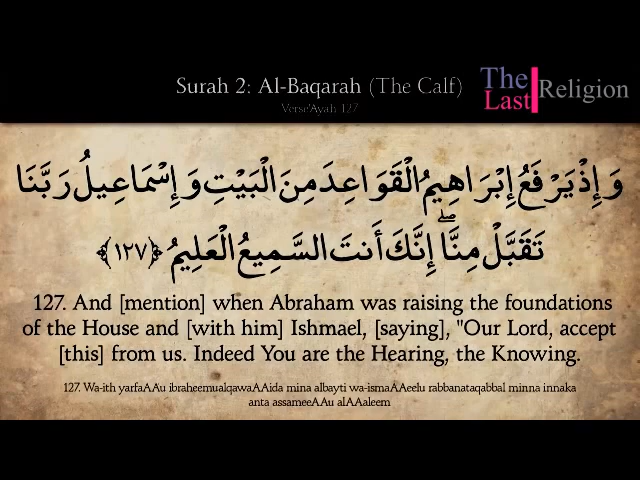 Surah 2: Al-Baqarah (The Calf)
Verse'Ayah 127
The
Last
Religion
وَإِذْ يَرْفَعُ إِبْرَاهِيمُ الْقَوَاعِدَ مِنَ الْبَيْتِ وَإِسْمَاعِيلُ رَبَّنَا
تَقَبَّلْ مِنَّا ۖ إِنَّكَ أَنتَ السَّمِيعُ الْعَلِيمُ ﴿١٢٧﴾
127. And [mention] when Abraham was raising the foundations
of the House and [with him] Ishmael, [saying], "Our Lord, accept
[this] from us. Indeed You are the Hearing, the Knowing.
127. Wa-ith yarfaAAu ibraheemualqawaAAida mina albayti wa-ismaAAeelu rabbanataqabbal minna innaka
anta assameeAAu alAAaleem